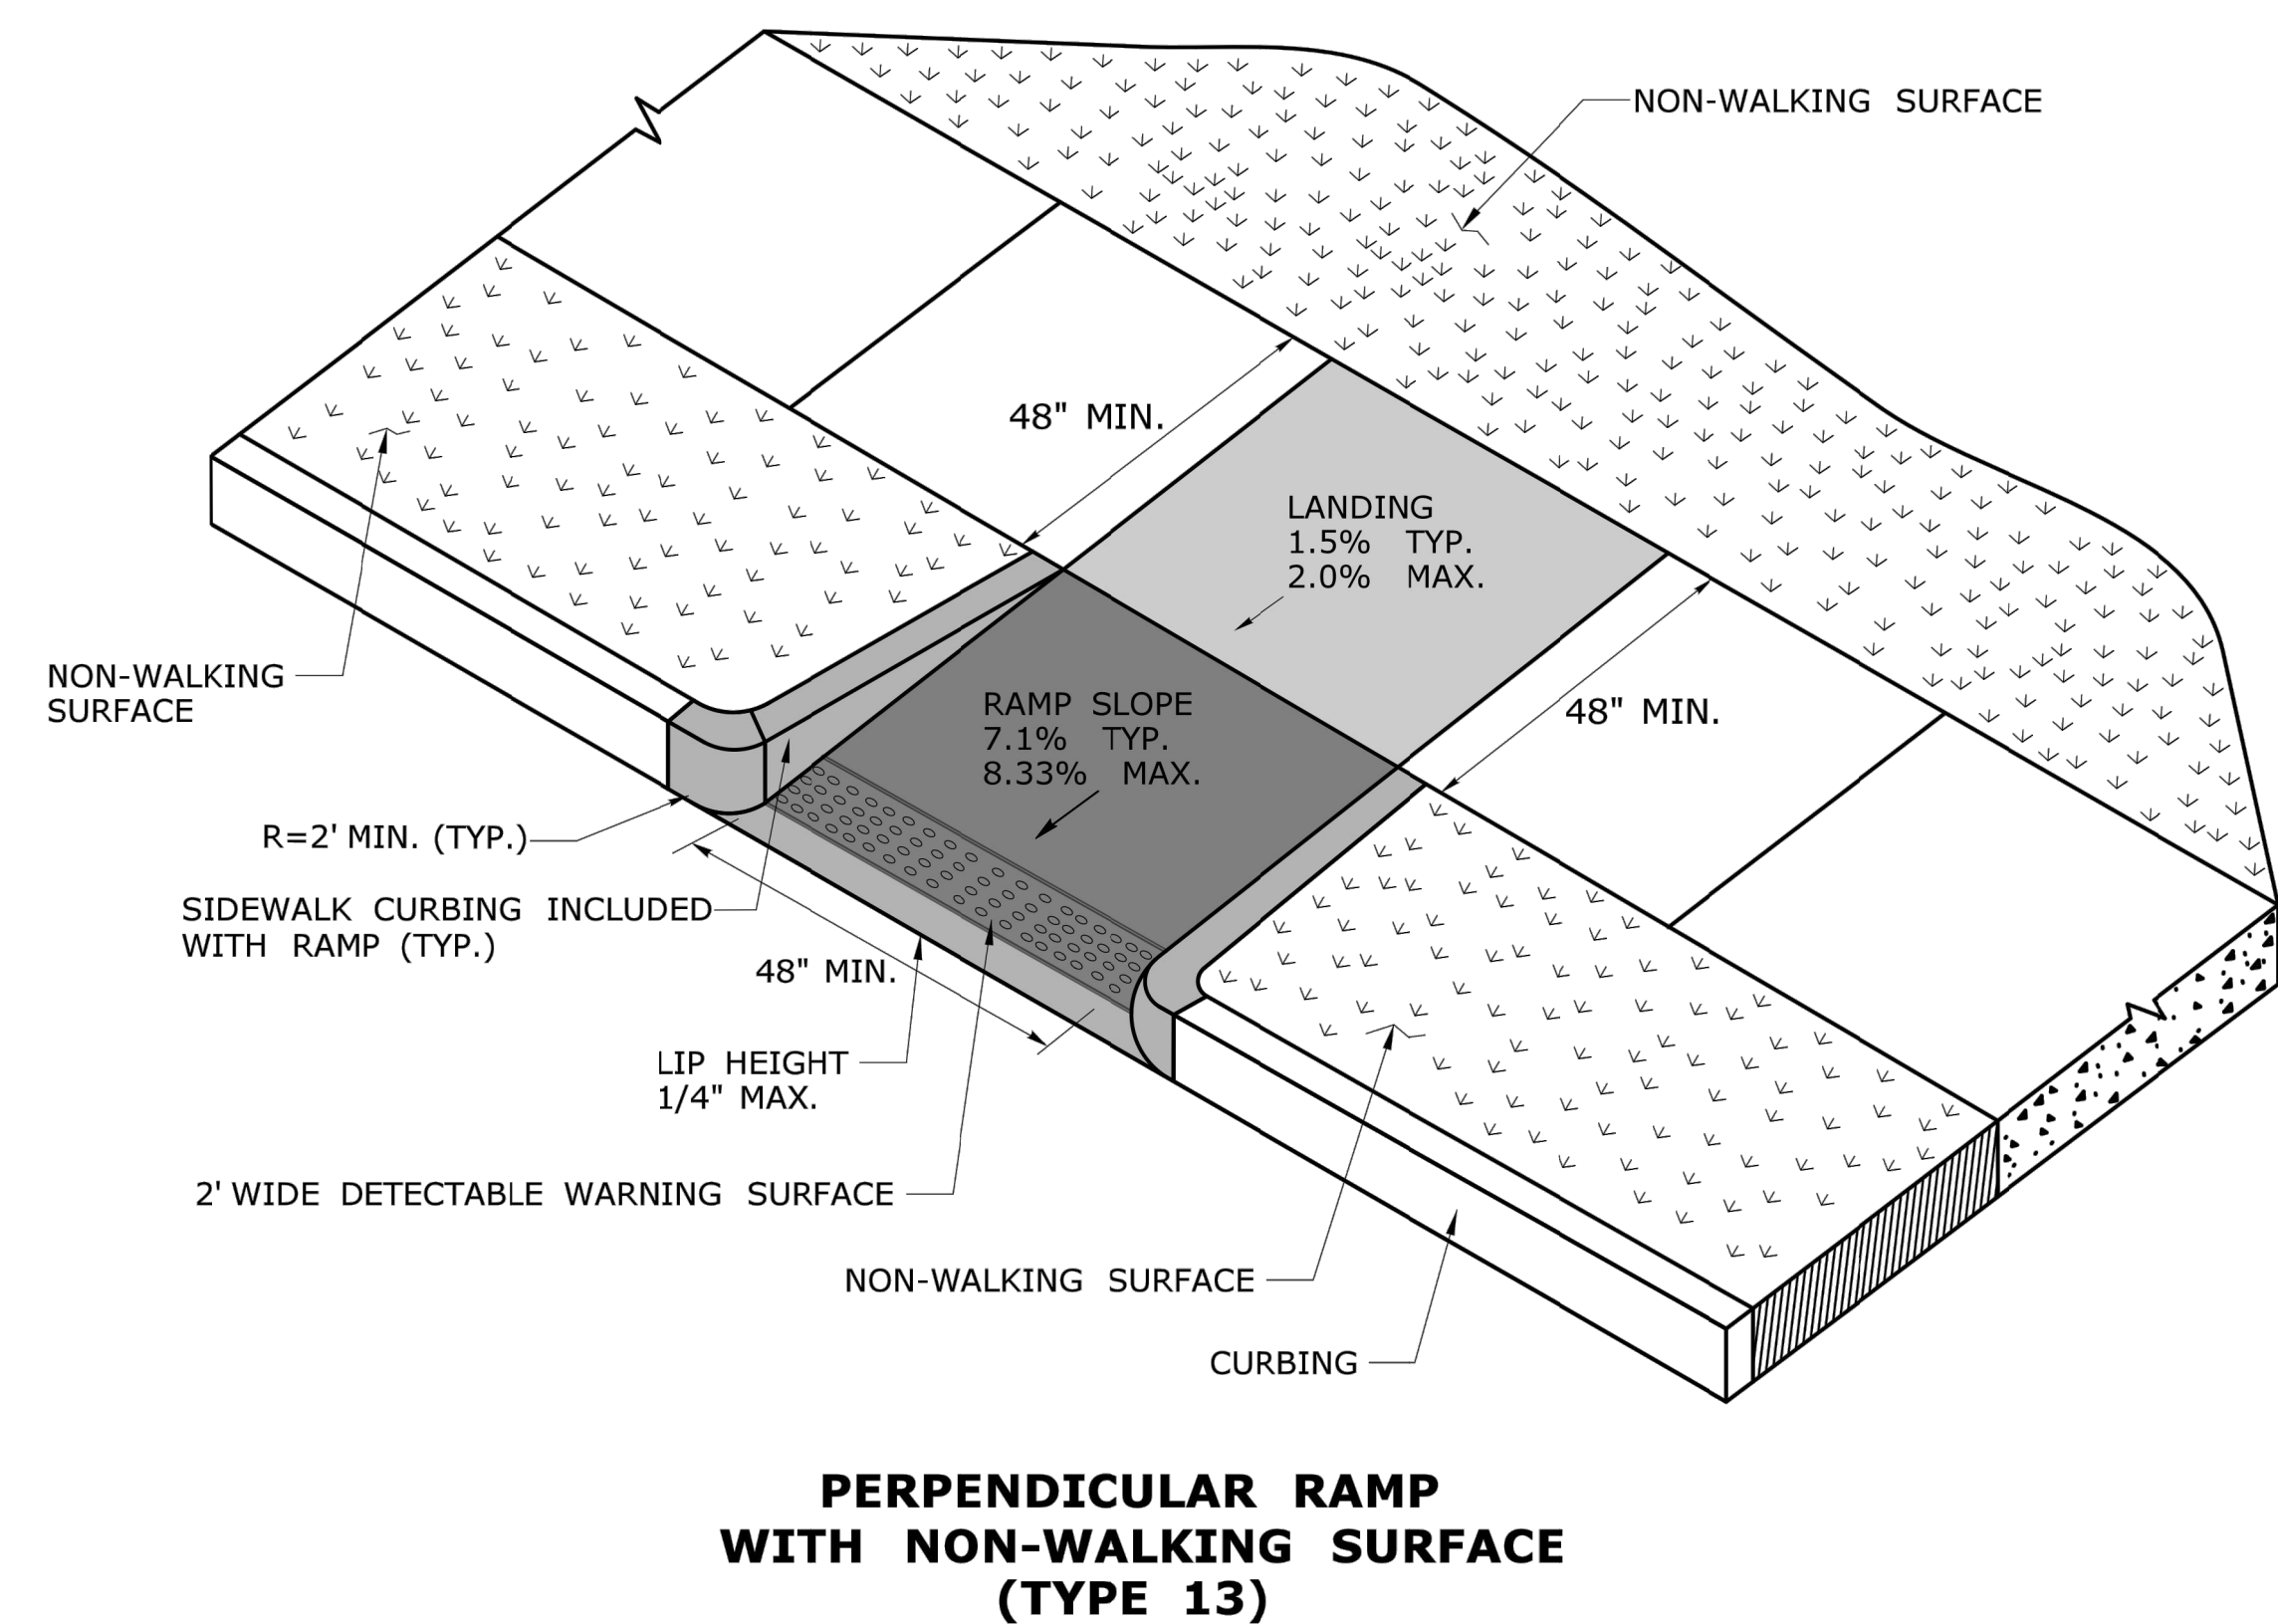 NON-WALKING SURFACE
48" MIN.
LANDING
1.5% TYP.
2.0% MAX.
NON-WALKING
SURFACE
RAMP SLOPE
7.1% TYP.
8.33% MAX.
48" MIN.
R=2' MIN. (TYP.)
SIDEWALK CURBING INCLUDED
WITH RAMP (TYP.)
48" MIN.
LIP HEIGHT
1/4" MAX.
2' WIDE DETECTABLE WARNING SURFACE
NON-WALKING SURFACE
CURBING
PERPENDICULAR RAMP
WITH NON-WALKING SURFACE
(TYPE 13)